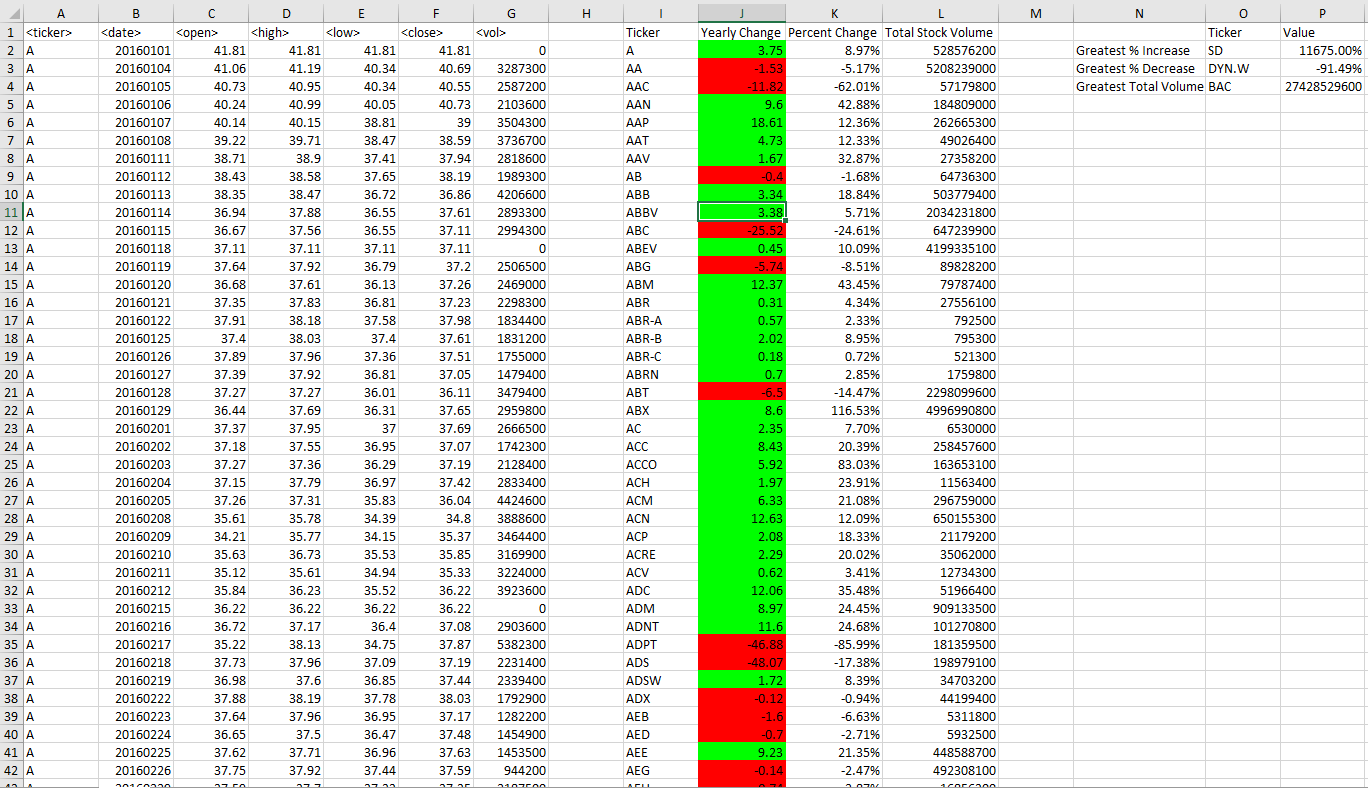 A B C D E F G H I J K L M N O P
1 <ticker> <date> <open> <high> <low> <close> <vol> Ticker Yearly Change Percent Change Total Stock Volume Ticker Value
2 A 20160101 41.81 41.81 41.81 41.81 0 A 3.75 8.97% 528576200 Greatest % Increase SD 11675.00%
3 A 20160104 41.06 41.19 40.34 40.69 3287300 AA -1.53 -5.17% 5208239000 Greatest % Decrease DYN.W -91.49%
4 A 20160105 40.73 40.95 40.34 40.55 2587200 AAC -11.82 -62.01% 57179800 Greatest Total Volume BAC 27428529600
5 A 20160106 40.24 40.99 40.05 40.73 2103600 AAN 9.6 42.88% 184809000
6 A 20160107 40.14 40.15 38.81 39 3504300 AAP 18.61 12.36% 262665300
7 A 20160108 39.22 39.71 38.47 38.59 3736700 AAT 4.73 12.33% 49026400
8 A 20160111 38.71 38.9 37.41 37.94 2818600 AAV 1.67 32.87% 27358200
9 A 20160112 38.43 38.58 37.65 38.19 1989300 AB -0.4 -1.68% 64736300
10 A 20160113 38.35 38.47 36.72 36.86 4206600 ABB 3.34 18.84% 503779400
11 A 20160114 36.94 37.88 36.55 37.61 2893300 ABBV 3.38 5.71% 2034231800
12 A 20160115 36.67 37.56 36.55 37.11 2994300 ABC -25.52 -24.61% 647239900
13 A 20160118 37.11 37.11 37.11 37.11 0 ABEV 0.45 10.09% 4199335100
14 A 20160119 37.64 37.92 36.79 37.2 2506500 ABG -5.74 -8.51% 89828200
15 A 20160120 36.68 37.61 36.13 37.26 2469000 ABM 12.37 43.45% 79787400
16 A 20160121 37.35 37.83 36.81 37.23 2298300 ABR 0.31 4.34% 27556100
17 A 20160122 37.91 38.18 37.58 37.98 1834400 ABR-A 0.57 2.33% 792500
18 A 20160125 37.4 38.03 37.4 37.61 1831200 ABR-B 2.02 8.95% 795300
19 A 20160126 37.89 37.96 37.36 37.51 1755000 ABR-C 0.18 0.72% 521300
20 A 20160127 37.39 37.92 36.81 37.05 1479400 ABRN 0.7 2.85% 1759800
21 A 20160128 37.27 37.27 36.01 36.11 3479400 ABT -6.5 -14.47% 2298099600
22 A 20160129 36.44 37.69 36.31 37.65 2959800 ABX 8.6 116.53% 4996990800
23 A 20160201 37.37 37.95 37 37.69 2666500 AC 2.35 7.70% 6530000
24 A 20160202 37.18 37.55 36.95 37.07 1742300 ACC 8.43 20.39% 258457600
25 A 20160203 37.27 37.36 36.29 37.19 2128400 ACCO 5.92 83.03% 163653100
26 A 20160204 37.15 37.79 36.97 37.42 2833400 ACH 1.97 23.91% 11563400
27 A 20160205 37.26 37.31 35.83 36.04 4424600 ACM 6.33 21.08% 296759000
28 A 20160208 35.61 35.78 34.39 34.8 3888600 ACN 12.63 12.09% 650155300
29 A 20160209 34.21 35.77 34.15 35.37 3464400 ACP 2.08 18.33% 21179200
30 A 20160210 35.63 36.73 35.53 35.85 3169900 ACRE 2.29 20.02% 35062000
31 A 20160211 35.12 35.61 34.94 35.33 3224000 ACV 0.62 3.41% 12734300
32 A 20160212 35.84 36.23 35.52 36.22 3923600 ADC 12.06 35.48% 51966400
33 A 20160215 36.22 36.22 36.22 36.22 0 ADM 8.97 24.45% 909133500
34 A 20160216 36.72 37.17 36.4 37.08 2903600 ADNT 11.6 24.68% 101270800
35 A 20160217 35.22 38.13 34.75 37.87 5382300 ADPT -46.88 -85.99% 181359500
36 A 20160218 37.73 37.96 37.09 37.19 2231400 ADS -48.07 -17.38% 198979100
37 A 20160219 36.98 37.6 36.85 37.44 2339400 ADSW 1.72 8.39% 34703200
38 A 20160222 37.88 38.19 37.78 38.03 1792900 ADX -0.12 -0.94% 44199400
39 A 20160223 37.64 37.96 36.95 37.17 1282200 AEB -1.6 -6.63% 5311800
40 A 20160224 36.65 37.5 36.47 37.48 1454900 AED -0.7 -2.71% 5932500
41 A 20160225 37.62 37.71 36.96 37.63 1453500 AEE 9.23 21.35% 448588700
42 A 20160226 37.75 37.92 37.44 37.59 944200 AEG -0.14 -2.47% 492308100